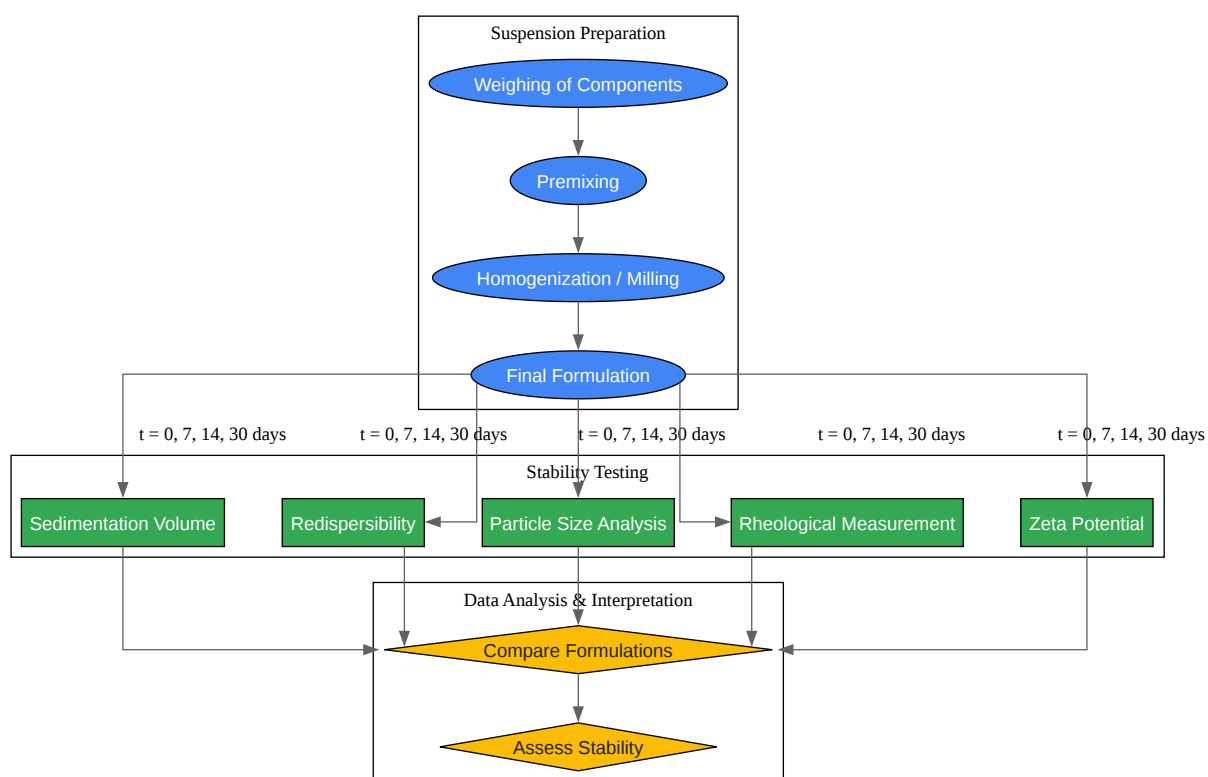 Suspension Preparation
Weighing of Components
Premixing
Homogenization / Milling
Final Formulation
t = 0, 7, 14, 30 days
t = 0, 7, 14, 30 days
t = 0, 7, 14, 30 days
t = 0, 7, 14, 30 days
t = 0, 7, 14, 30 days
Stability Testing
Sedimentation Volume
Redispersibility
Particle Size Analysis
Rheological Measurement
Zeta Potential
Data Analysis & Interpretation
Compare Formulations
Assess Stability